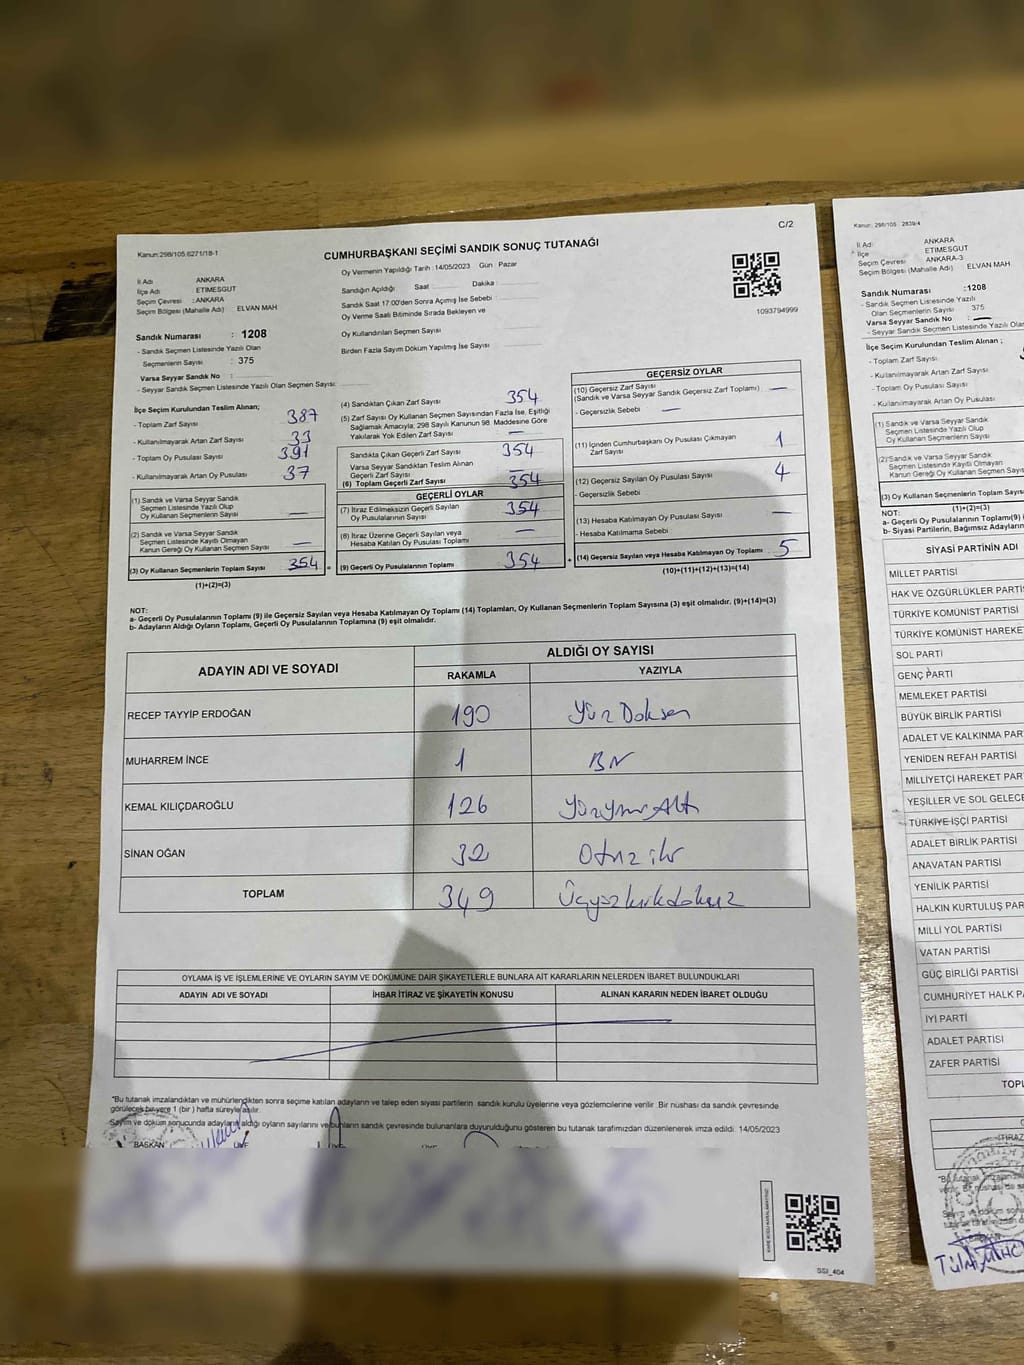 C/2
Kanun:298/105.6271/18-1
CUMHURBAŞKANI SEÇİMİ SANDIK SONUÇ TUTANAĞI
İl Adı ANKARA
İlçe Adı ETİMESGUT
Seçim Çevresi : ANKARA
Seçim Bölgesi (Mahalle Adı) ELVAN MAH
Sandık Numarası : 1208
- Sandık Seçmen Listesinde Yazılı Olan
Seçmenlerin Sayısı : 375
Varsa Seyyar Sandık No :
- Seyyar Sandık Seçmen Listesinde Yazılı Olan Seçmen Sayısı:
Oy Vermenin Yapıldığı Tarih :14/05/2023 Gün : Pazar
Sandığın Açıldığı Saat Dakika :
Sandık Saat 17.00'den Sonra Açımış İse Sebebi :
Oy Verme Saati Bitiminde Sırada Bekleyen ve
Oy Kullandırılan Seçmen Sayısı
Birden Fazla Sayım Döküm Yapılmış İse Sayısı
1093794999
İlçe Seçim Kurulundan Teslim Alınan;
- Toplam Zarf Sayısı 387
- Kullanılmayarak Artan Zarf Sayısı 33
- Toplam Oy Pusulası Sayısı 391
- Kullanılmayarak Artan Oy Pusulası 37
(1) Sandık ve Varsa Seyyar Sandık
Seçmen Listesinde Yazılı Olup
Oy Kullanan Seçmenlerin Sayısı —
(2) Sandık ve Varsa Seyyar Sandık
Seçmen Listesinde Kayıtlı Olmayan
Kanun Gereği Oy Kullanan Seçmen Sayısı —
(3) Oy Kullanan Seçmenlerin Toplam Sayısı 354 =
(1)+(2)=(3)
(4) Sandıktan Çıkan Zarf Sayısı 354
(5) Zarf Sayısı Oy Kullanan Seçmen Sayısından Fazla İse, Eşitliği
Sağlamak Amacıyla; 298 Sayılı Kanunun 98. Maddesine Göre
Yakılarak Yok Edilen Zarf Sayısı —
Sandıkta Çıkan Geçerli Zarf Sayısı 354
Varsa Seyyar Sandıktan Teslim Alınan
Geçerli Zarf Sayısı —
(6) Toplam Geçerli Zarf Sayısı 354
GEÇERLİ OYLAR
(7) İtiraz Edilmeksizin Geçerli Sayılan
Oy Pusulalarının Sayısı 354
(8) İtiraz Üzerine Geçerli Sayılan veya
Hesaba Katılan Oy Pusulaları Toplamı —
(9) Geçerli Oy Pusulalarının Toplamı 354 +
GEÇERSİZ OYLAR
(10) Geçersiz Zarf Sayısı
(Sandık ve Varsa Seyyar Sandık Geçersiz Zarf Toplamı) —
- Geçersizlik Sebebi —
(11) İçinden Cumhurbaşkanı Oy Pusulası Çıkmayan
Zarf Sayısı 1
(12) Geçersiz Sayılan Oy Pusulası Sayısı 4
- Geçersizlik Sebebi
(13) Hesaba Katılmayan Oy Pusulası Sayısı —
- Hesaba Katılmama Sebebi
(14) Geçersiz Sayılan veya Hesaba Katılmayan Oy Toplamı 5
(10)+(11)+(12)+(13)=(14)
NOT:
a- Geçerli Oy Pusulalarının Toplamı (9) ile Geçersiz Sayılan veya Hesaba Katılmayan Oy Toplamı (14) Toplamları, Oy Kullanan Seçmenlerin Toplam Sayısına (3) eşit olmalıdır. (9)+(14)=(3)
b- Adayların Aldığı Oyların Toplamı, Geçerli Oy Pusulalarının Toplamına (9) eşit olmalıdır.
ADAYIN ADI VE SOYADI ALDIĞI OY SAYISI
RAKAMLA YAZIYLA
RECEP TAYYİP ERDOĞAN 190 Yüz Doksan
MUHARREM İNCE 1
KEMAL KILIÇDAROĞLU 126
SİNAN OĞAN 32 Otuz iki
TOPLAM 349 Üçyüzkırkdokuz
OYLAMA İŞ VE İŞLEMLERİNE VE OYLARIN SAYIM VE DÖKÜMÜNE DAİR ŞİKAYETLERLE BUNLARA AİT KARARLARIN NELERDEN İBARET BULUNDUKLARI
ADAYIN ADI VE SOYADI İHBAR İTİRAZ VE ŞİKAYETİN KONUSU ALINAN KARARIN NEDEN İBARET OLDUĞU
"Bu tutanak imzalandıktan ve mühürlendikten sonra seçime katılan adayların ve talep eden siyasi partilerin sandık kurulu üyelerine veya gözlemcilerine verilir .Bir nüshası da sandık çevresinde
görülecek bir yere 1 (bir ) hafta süreyle asılır.
Sayım ve döküm sonucunda adayların aldığı oyların sayılarını ve bunların sandık çevresinde bulunanlara duyurulduğunu gösteren bu tutanak tarafımızdan düzenlenerek imza edildi. 14/05/2023
BAŞKAN ÜYE ÜYE ÜYE
SSI_404
Kanun: 298/105 2839/4
İl Adı ANKARA
İlçe ETİMESGUT
Seçim Çevresi ANKARA-3
Seçim Bölgesi (Mahalle Adı) ELVAN MAH
Sandık Numarası :1208
- Sandık Seçmen Listesinde Yazılı
Olan Seçmenlerin Sayısı 375
Varsa Seyyar Sandık No : —
- Seyyar Sandık Seçmen Listesinde Yazılı
İlçe Seçim Kurulundan Teslim Alınan ;
- Toplam Zarf Sayısı
- Kullanılmayarak Artan Zarf Sayısı
- Toplam Oy Pusulası Sayısı
- Kullanılmayarak Artan Oy Pusulası
(1) Sandık ve Varsa Seyyar Sandık
Seçmen Listesinde Yazılı Olup
Oy Kullanan Seçmenlerin Sayısı
(2) Sandık ve Varsa Seyyar Sandık
Seçmen Listesinde Kayıtlı Olmayan
Kanun Gereği Oy Kullanan Seçmen
(3) Oy Kullanan Seçmenlerin Toplam Sayısı
(1)+(2)=(3)
NOT:
a- Geçerli Oy Pusulalarının Toplamı(9)
b- Siyasi Partilerin, Bağımsız Adayların
SİYASİ PARTİNİN ADI
MİLLET PARTİSİ
HAK VE ÖZGÜRLÜKLER PARTİSİ
TÜRKİYE KOMÜNİST PARTİSİ
TÜRKİYE KOMÜNİST HAREKE
SOL PARTİ
GENÇ PARTİ
MEMLEKET PARTİSİ
BÜYÜK BİRLİK PARTİSİ
ADALET VE KALKINMA PAR
YENİDEN REFAH PARTİSİ
MİLLİYETÇİ HAREKET PAR
YEŞİLLER VE SOL GELECE
TÜRKİYE İŞÇİ PARTİSİ
ADALET BİRLİK PARTİSİ
ANAVATAN PARTİSİ
YENİLİK PARTİSİ
HALKIN KURTULUŞ PAR
MİLLİ YOL PARTİSİ
VATAN PARTİSİ
GÜÇ BİRLİĞİ PARTİSİ
CUMHURİYET HALK PA
İYİ PARTİ
ADALET PARTİSİ
ZAFER PARTİSİ
TOPL